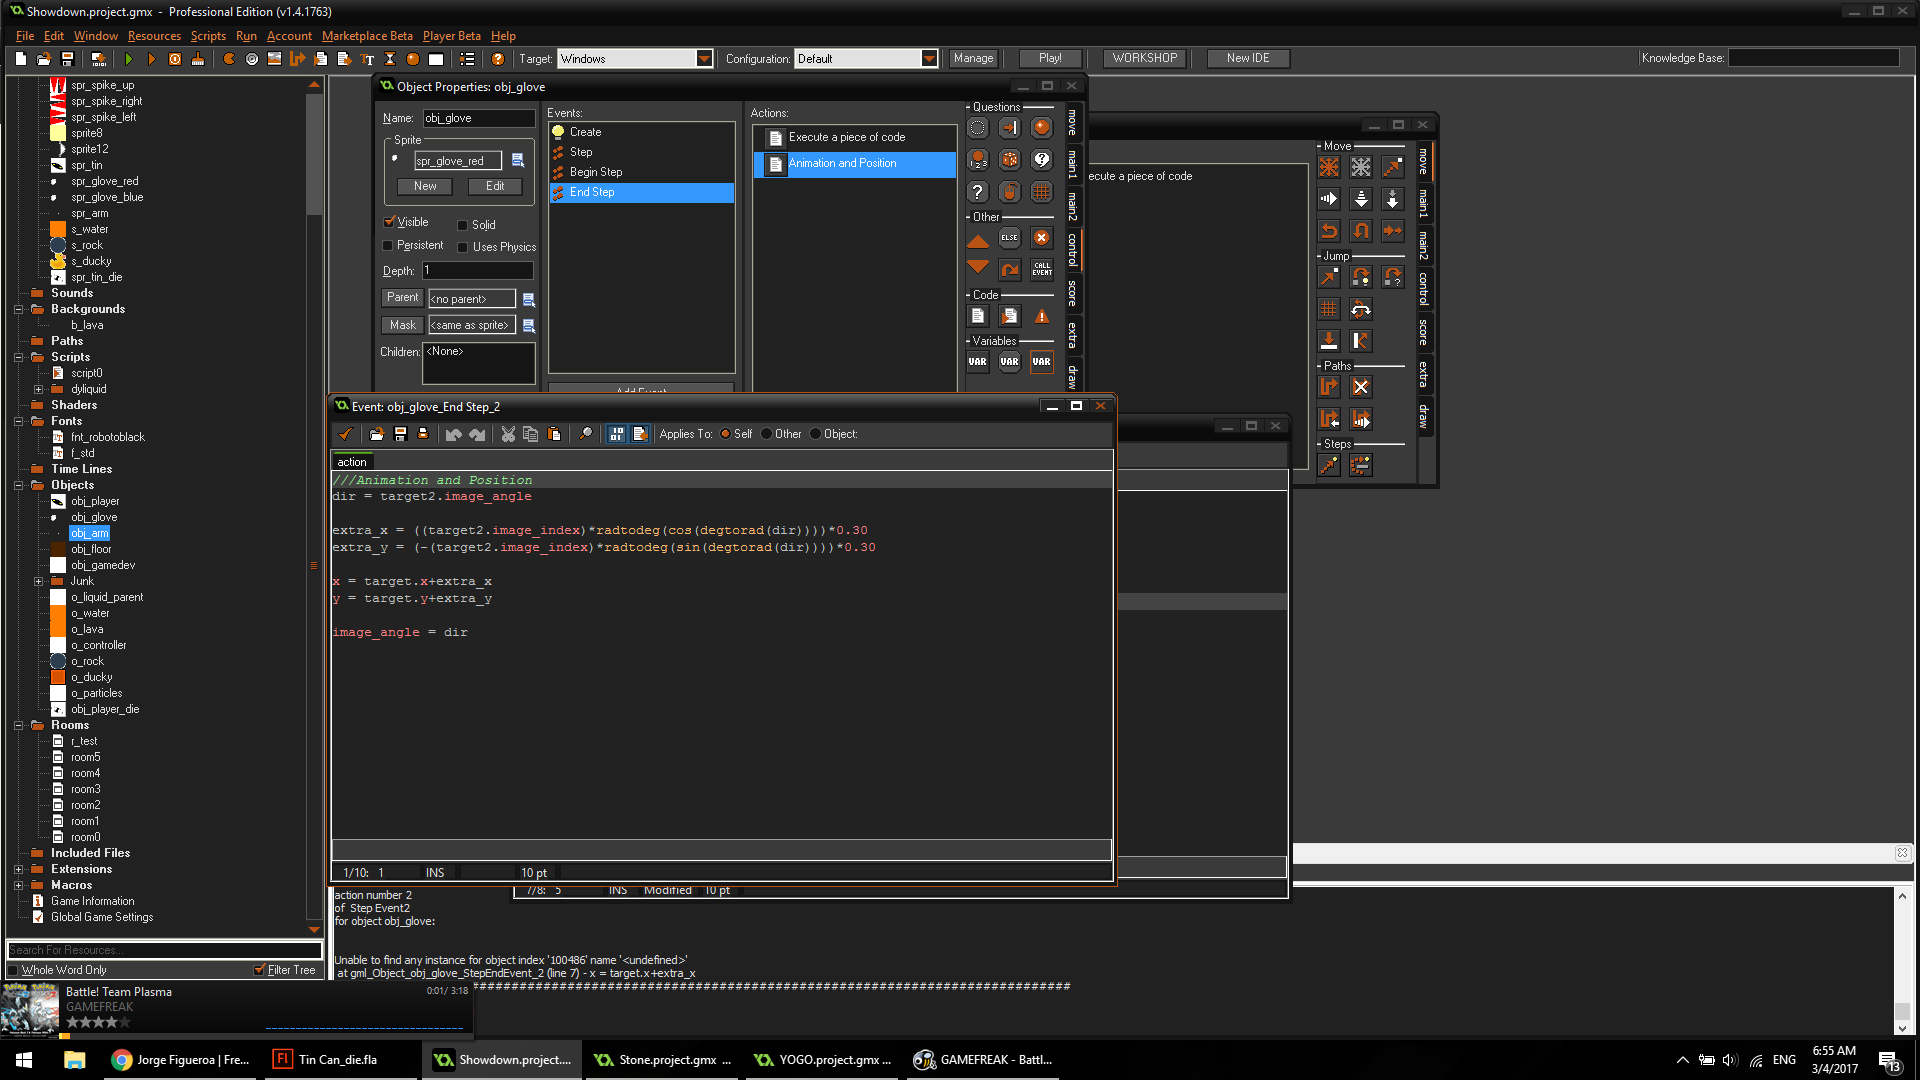 Showdown.project.gmx - Professional Edition (v1.4.1763)
File Edit Window Resources Scripts Run Account Marketplace Beta Player Beta Help
Target: Windows Configuration: Default Manage Play! WORKSHOP New IDE Knowledge Base:
spr_spike_up
spr_spike_right
spr_spike_left
sprite8
sprite12
spr_tin
spr_glove_red
spr_glove_blue
spr_arm
s_water
s_rock
s_ducky
spr_tin_die
Sounds
Backgrounds
b_lava
Paths
Scripts
script0
dyliquid
Shaders
Fonts
fnt_robotoblack
f_std
Time Lines
Objects
obj_player
obj_glove
obj_arm
obj_floor
obj_gamedev
Junk
o_liquid_parent
o_water
o_lava
o_controller
o_rock
o_ducky
o_particles
obj_player_die
Rooms
r_test
room5
room4
room3
room2
room1
room0
Included Files
Extensions
Macros
Game Information
Global Game Settings
Search For Resources...
Whole Word Only Filter Tree
Object Properties: obj_glove
Name: obj_glove
Sprite
spr_glove_red
New Edit
Visible Solid
Persistent Uses Physics
Depth: 1
Parent <no parent>
Mask <same as sprite>
Children: <None>
Events:
Create
Step
Begin Step
End Step
Add Event
Actions:
Execute a piece of code
Animation and Position
Questions
Other
ELSE
CALL EVENT
Code
Variables
VAR VAR VAR
move
main1
main2
control
score
extra
draw
ecute a piece of code
Move
Jump
Paths
Steps
move
main1
main2
control
score
extra
draw
Event: obj_glove_End Step_2
Applies To: Self Other Object:
action
///Animation and Position
dir = target2.image_angle
extra_x = ((target2.image_index)*radtodeg(cos(degtorad(dir))))*0.30
extra_y = (-(target2.image_index)*radtodeg(sin(degtorad(dir))))*0.30
x = target.x+extra_x
y = target.y+extra_y
image_angle = dir
1/10: 1 INS 10 pt
7/8: 5 INS Modified 10 pt
action number 2
of Step Event2
for object obj_glove:
Unable to find any instance for object index '100486' name '<undefined>'
at gml_Object_obj_glove_StepEndEvent_2 (line 7) - x = target.x+extra_x
Battle! Team Plasma 0:01/ 3:18
GAMEFREAK
Jorge Figueroa | Fre...
Tin Can_die.fla
Showdown.project....
Stone.project.gmx ...
YOGO.project.gmx ...
GAMEFREAK - Battl...
ENG
6:55 AM
3/4/2017
13